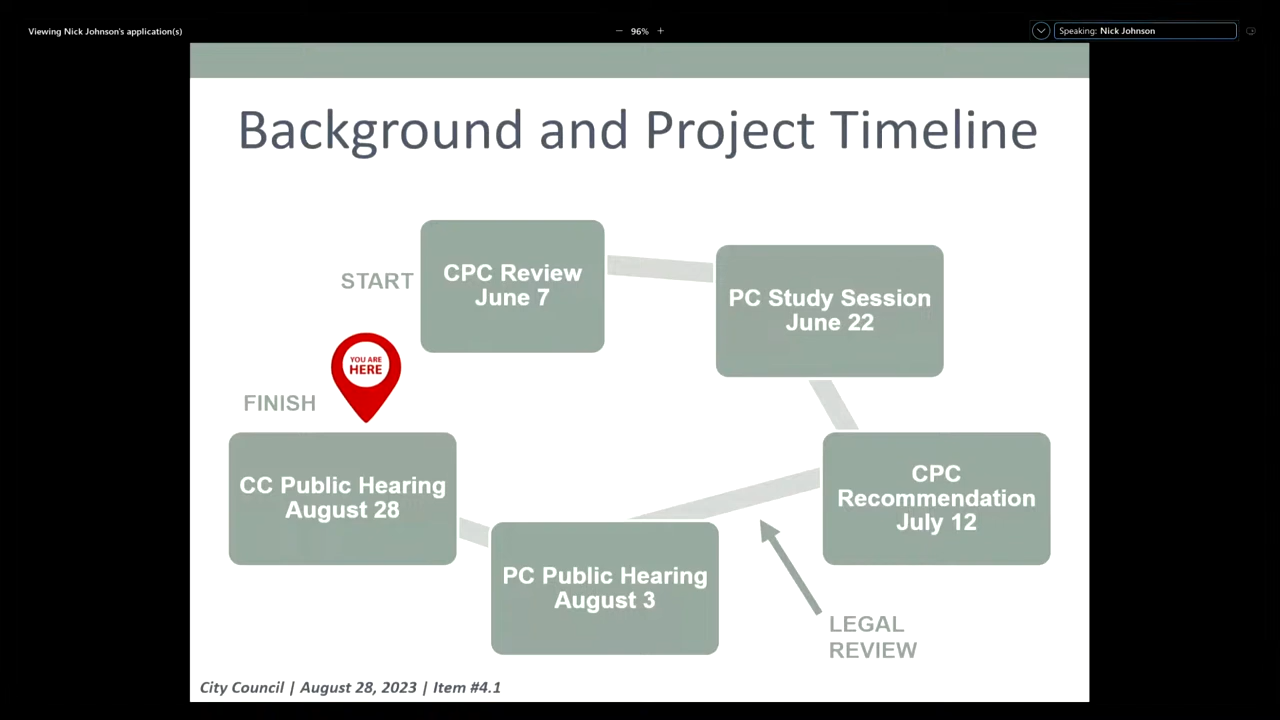 Viewing Nick Johnson's application(s)
96%
Speaking: Nick Johnson
Background and Project Timeline
START
CPC Review
June 7
PC Study Session
June 22
YOU ARE
HERE
FINISH
CC Public Hearing
August 28
CPC
Recommendation
July 12
PC Public Hearing
August 3
LEGAL
REVIEW
City Council | August 28, 2023 | Item #4.1